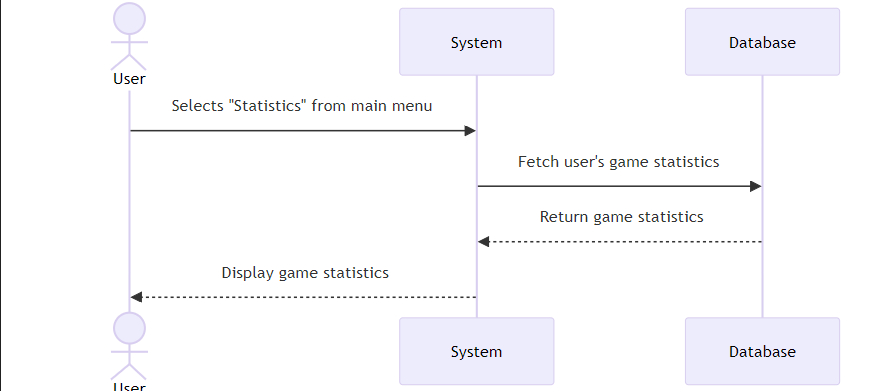 User
System
Database
Selects "Statistics" from main menu
Fetch user's game statistics
Return game statistics
Display game statistics
User
System
Database